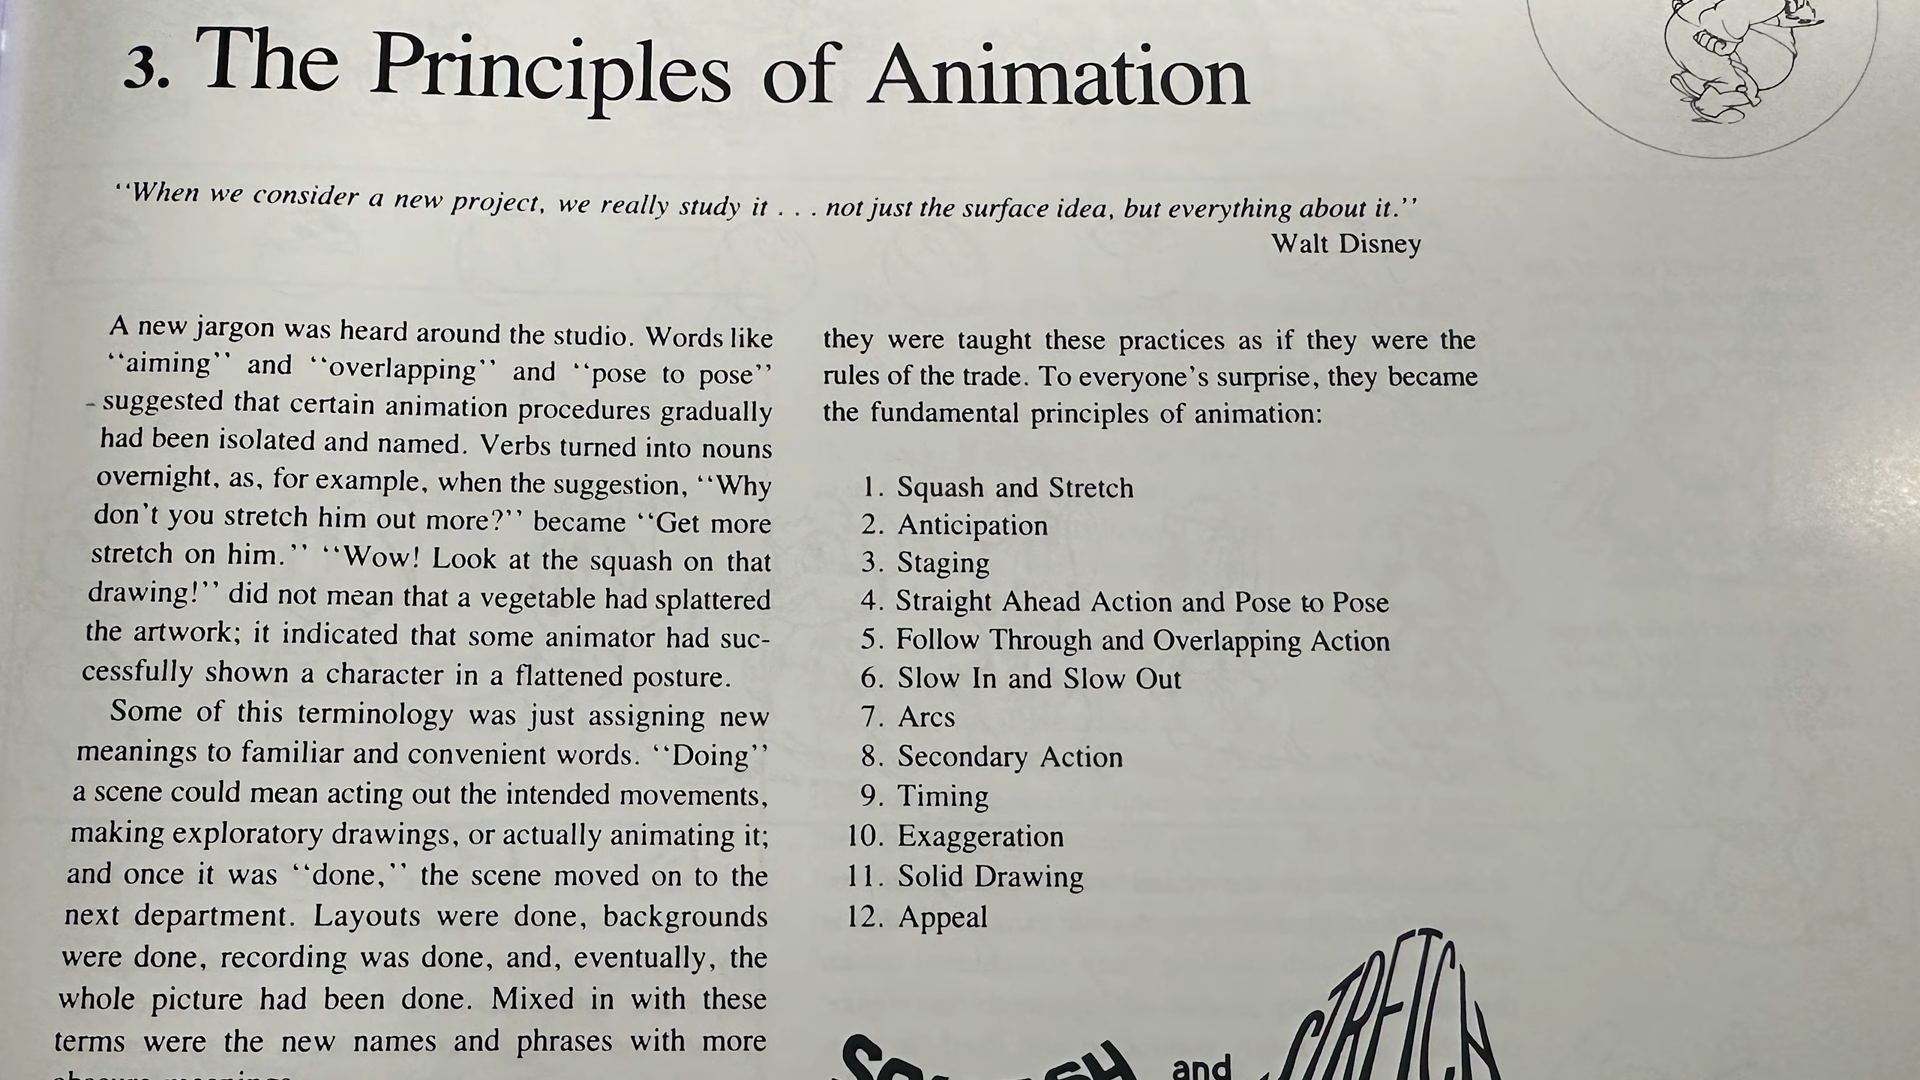 3. The Principles of Animation
‘‘When we consider a new project, we really study it . . . not just the surface idea, but everything about it.’’
Walt Disney
A new jargon was heard around the studio. Words like
‘‘aiming’’ and ‘‘overlapping’’ and ‘‘pose to pose’’
suggested that certain animation procedures gradually
had been isolated and named. Verbs turned into nouns
overnight, as, for example, when the suggestion, ‘‘Why
don’t you stretch him out more?’’ became ‘‘Get more
stretch on him.’’ ‘‘Wow! Look at the squash on that
drawing!’’ did not mean that a vegetable had splattered
the artwork; it indicated that some animator had suc-
cessfully shown a character in a flattened posture.
Some of this terminology was just assigning new
meanings to familiar and convenient words. ‘‘Doing’’
a scene could mean acting out the intended movements,
making exploratory drawings, or actually animating it;
and once it was ‘‘done,’’ the scene moved on to the
next department. Layouts were done, backgrounds
were done, recording was done, and, eventually, the
whole picture had been done. Mixed in with these
terms were the new names and phrases with more
they were taught these practices as if they were the
rules of the trade. To everyone’s surprise, they became
the fundamental principles of animation:
1. Squash and Stretch
2. Anticipation
3. Staging
4. Straight Ahead Action and Pose to Pose
5. Follow Through and Overlapping Action
6. Slow In and Slow Out
7. Arcs
8. Secondary Action
9. Timing
10. Exaggeration
11. Solid Drawing
12. Appeal
and STRETCH